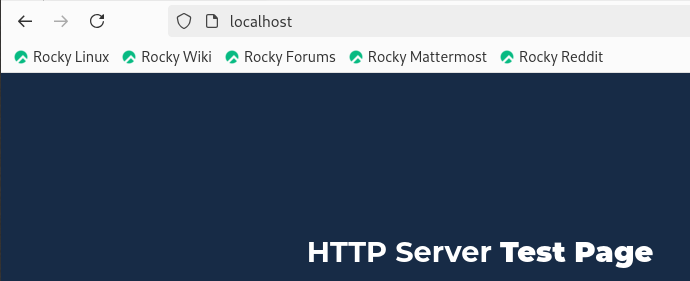 localhost
Rocky Linux Rocky Wiki Rocky Forums Rocky Mattermost Rocky Reddit
HTTP Server Test Page